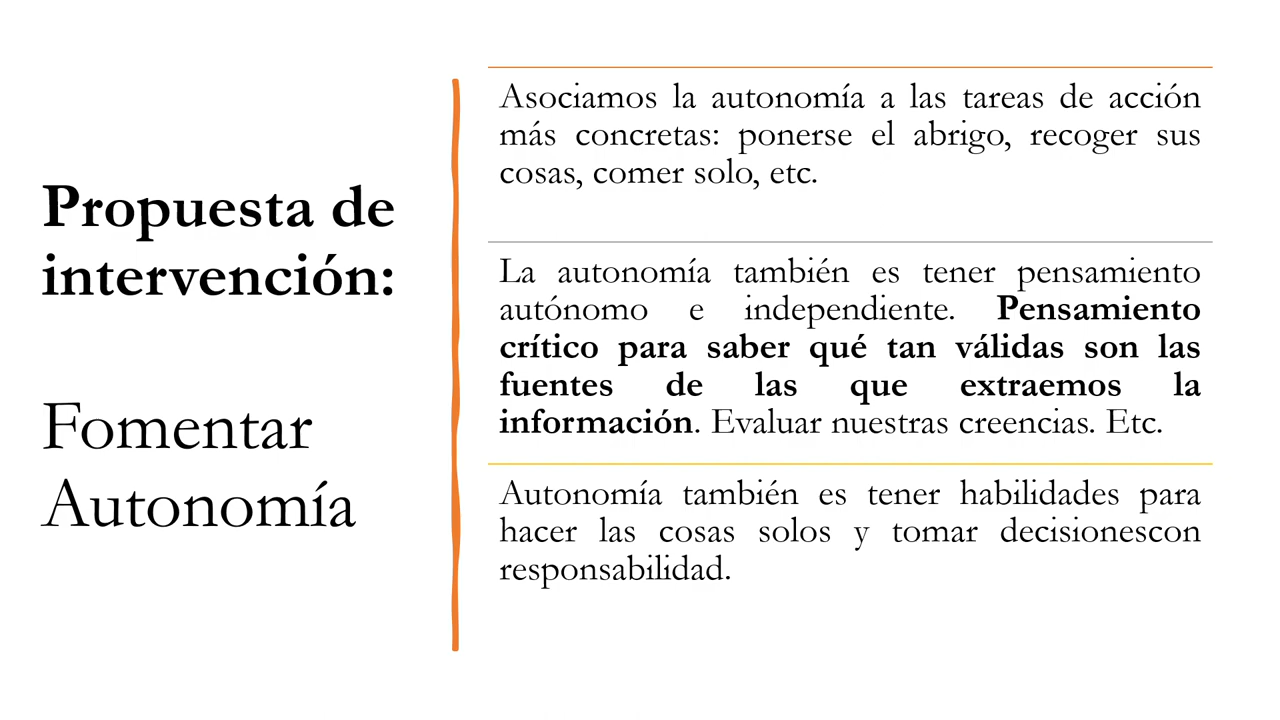 Propuesta de
intervención:
Fomentar
Autonomía
Asociamos la autonomía a las tareas de acción
más concretas: ponerse el abrigo, recoger sus
cosas, comer solo, etc.
La autonomía también es tener pensamiento
autónomo e independiente. Pensamiento
crítico para saber qué tan válidas son las
fuentes de las que extraemos la
información. Evaluar nuestras creencias. Etc.
Autonomía también es tener habilidades para
hacer las cosas solos y tomar decisionescon
responsabilidad.